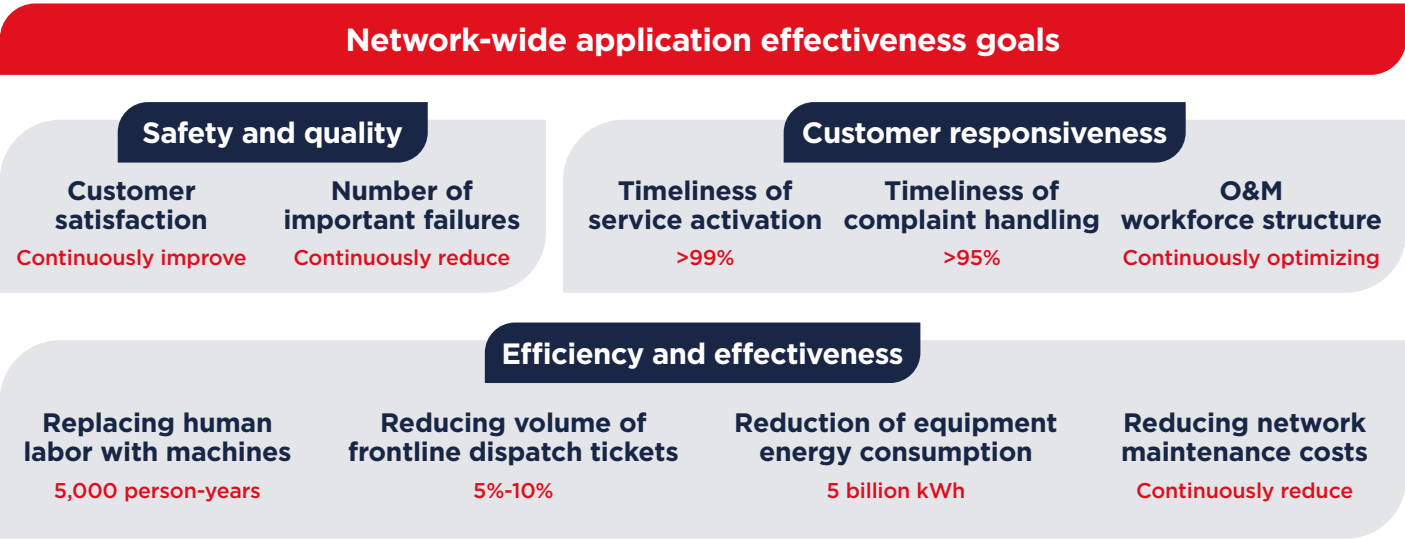 Network-wide application effectiveness goals
Safety and quality
Customer
satisfaction
Continuously improve
Number of
important failures
Continuously reduce
Customer responsiveness
Timeliness of
service activation
>99%
Timeliness of
complaint handling
>95%
O&M
workforce structure
Continuously optimizing
Efficiency and effectiveness
Replacing human
labor with machines
5,000 person-years
Reducing volume of
frontline dispatch tickets
5%-10%
Reduction of equipment
energy consumption
5 billion kWh
Reducing network
maintenance costs
Continuously reduce